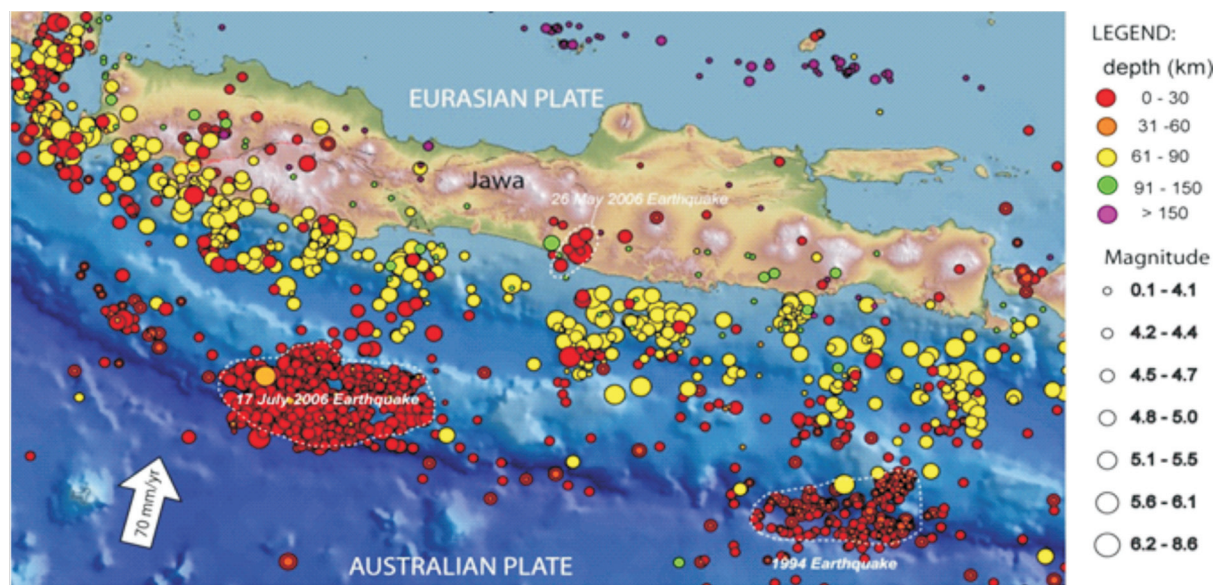 EURASIAN PLATE
Jawa
26 May 2006 Earthquake
17 July 2006 Earthquake
70 mm/yr
AUSTRALIAN PLATE
1994 Earthquake
LEGEND:
depth (km)
0 - 30
31 -60
61 - 90
91 - 150
> 150
Magnitude
0.1 - 4.1
4.2 - 4.4
4.5 - 4.7
4.8 - 5.0
5.1 - 5.5
5.6 - 6.1
6.2 - 8.6